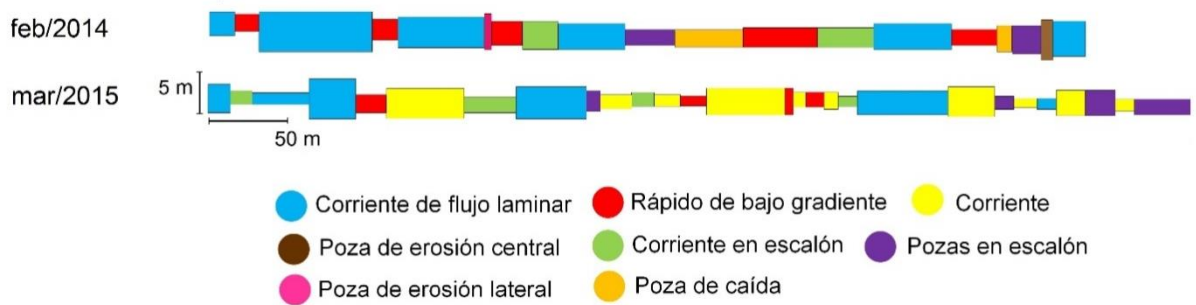 feb/2014
5 m
mar/2015
50 m
Corriente de flujo laminar
Rápido de bajo gradiente
Corriente
Poza de erosión central
Corriente en escalón
Pozas en escalón
Poza de erosión lateral
Poza de caída